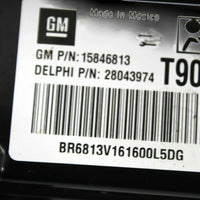 GM
Made in Mexico
GM P/N: 15846813
DELPHI P/N: 28043974
T90
BR6813V161600L5DG